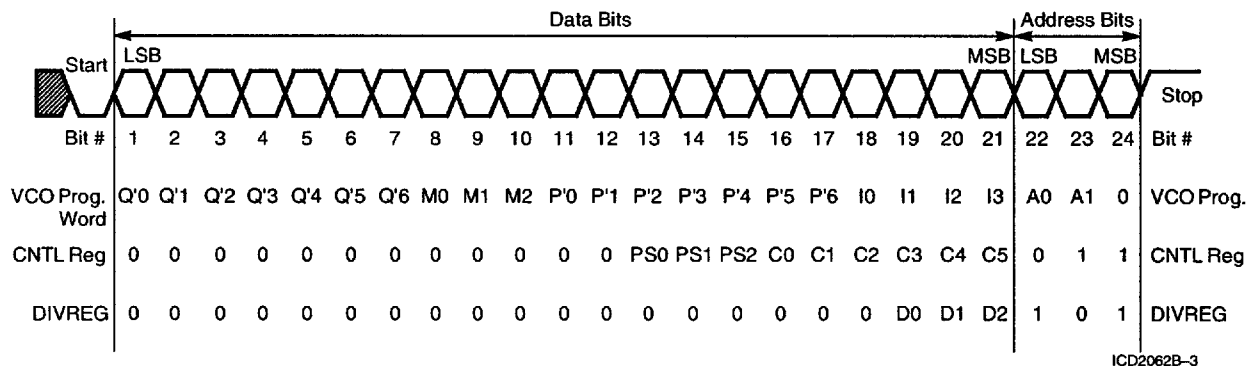 Data Bits Address Bits
Start LSB MSB LSB MSB
Stop
Bit # 1 2 3 4 5 6 7 8 9 10 11 12 13 14 15 16 17 18 19 20 21 22 23 24 Bit #
VCO Prog. Word Q'0 Q'1 Q'2 Q'3 Q'4 Q'5 Q'6 M0 M1 M2 P'0 P'1 P'2 P'3 P'4 P'5 P'6 I0 I1 I2 I3 A0 A1 0 VCO Prog.
CNTL Reg 0 0 0 0 0 0 0 0 0 0 0 0 PS0 PS1 PS2 C0 C1 C2 C3 C4 C5 0 1 1 CNTL Reg
DIVREG 0 0 0 0 0 0 0 0 0 0 0 0 0 0 0 0 0 0 D0 D1 D2 1 0 1 DIVREG
ICD2062B–3